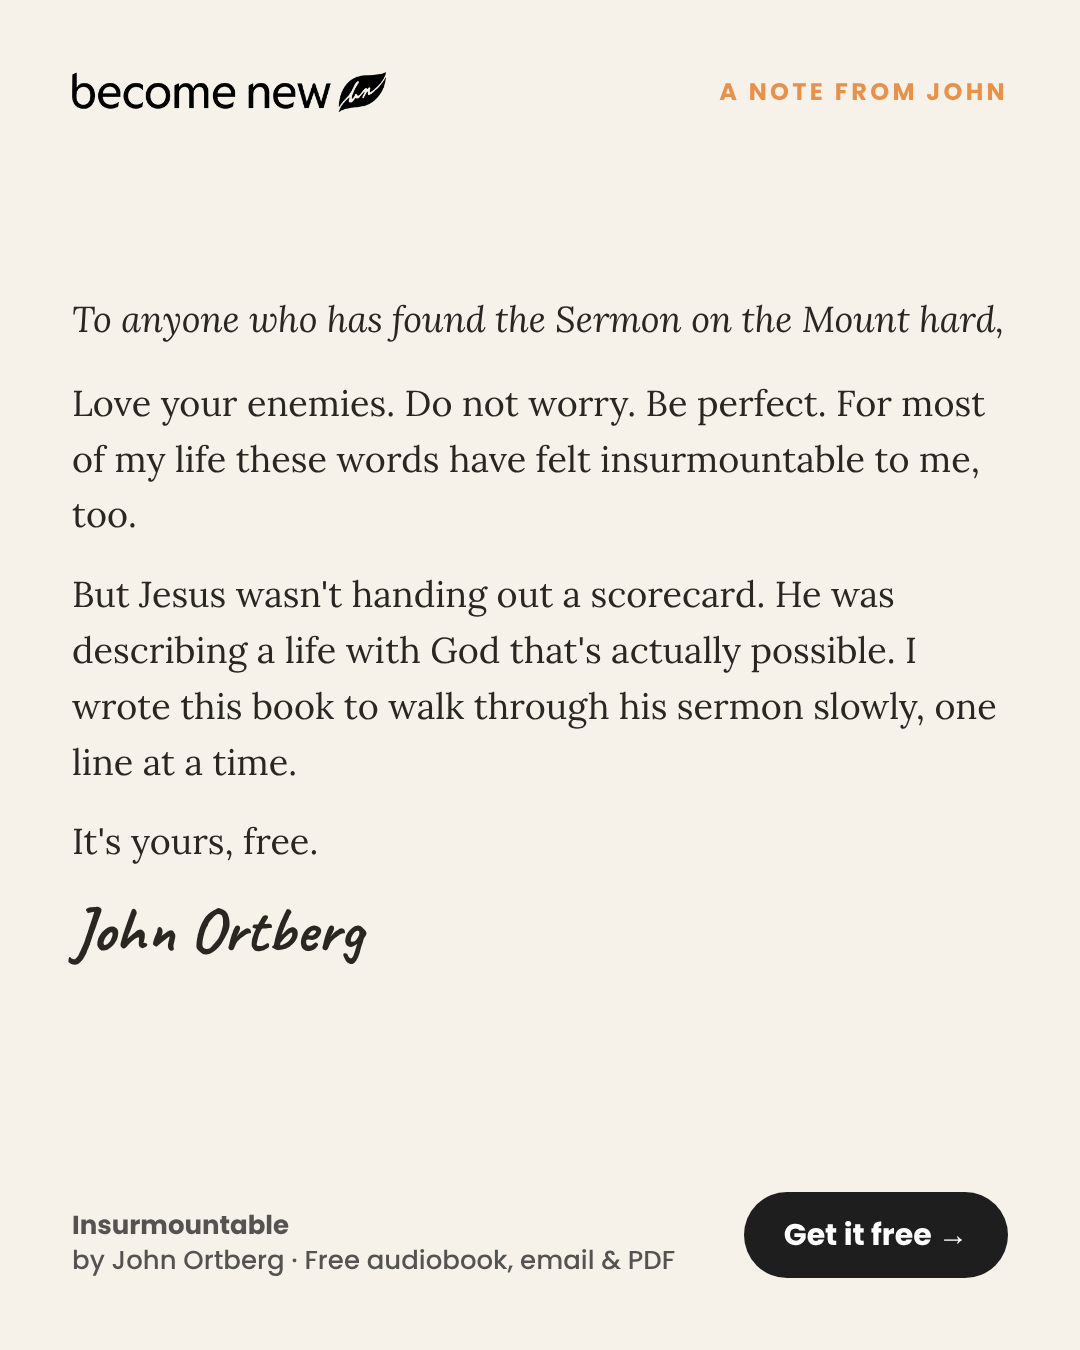 become new bn
A NOTE FROM JOHN
To anyone who has found the Sermon on the Mount hard,
Love your enemies. Do not worry. Be perfect. For most
of my life these words have felt insurmountable to me,
too.
But Jesus wasn't handing out a scorecard. He was
describing a life with God that's actually possible. I
wrote this book to walk through his sermon slowly, one
line at a time.
It's yours, free.
John Ortberg
Insurmountable
by John Ortberg · Free audiobook, email & PDF
Get it free →